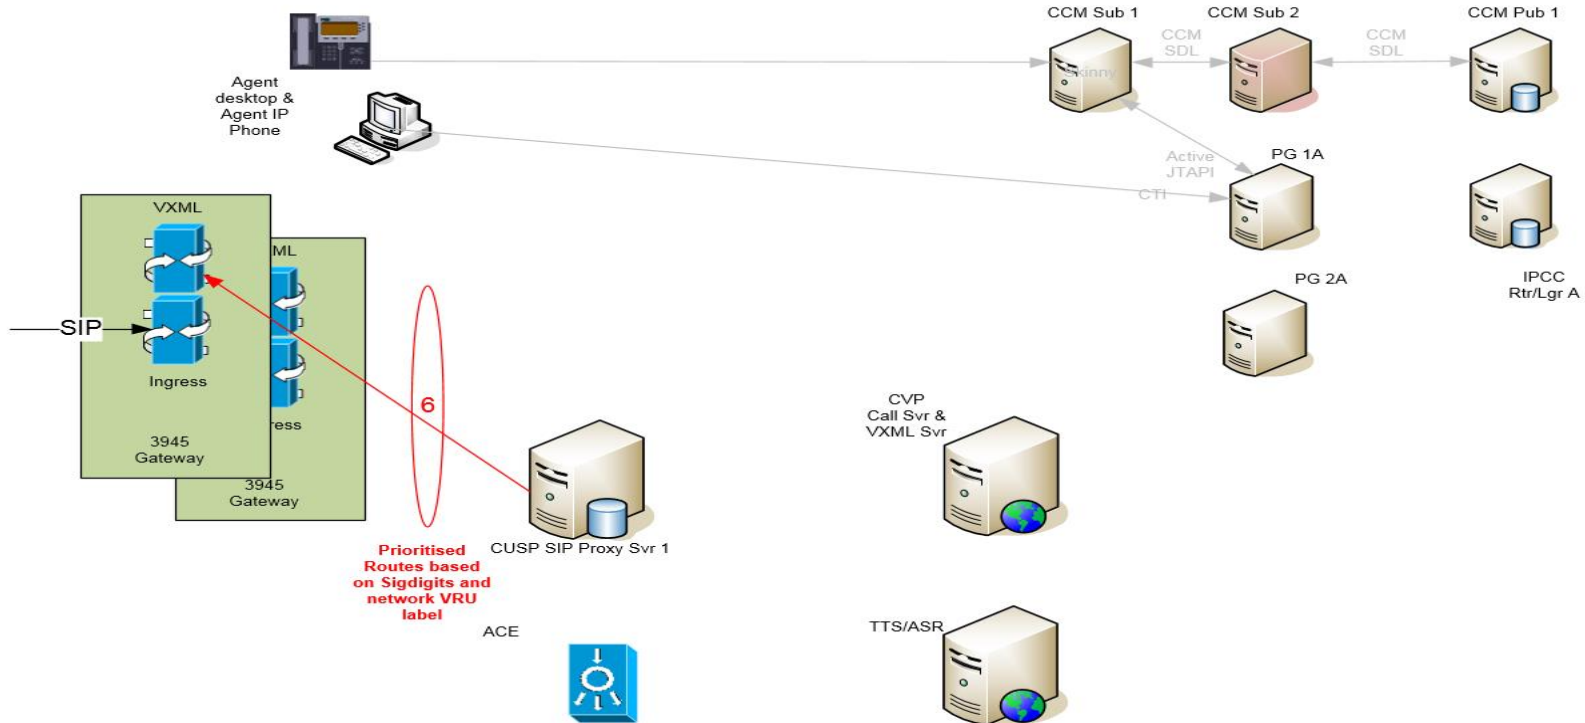 CCM Sub 1
CCM Sub 2
CCM Pub 1
CCM
SDL
CCM
SDL
Skinny
Agent
desktop &
Agent IP
Phone
Active
JTAPI
PG 1A
CTI
VXML
ML
SIP
Ingress
ress
3945
Gateway
3945
Gateway
6
PG 2A
IPCC
Rtr/Lgr A
CVP
Call Svr &
VXML Svr
Prioritised
Routes based
on Sigdigits and
network VRU
label
CUSP SIP Proxy Svr 1
ACE
TTS/ASR